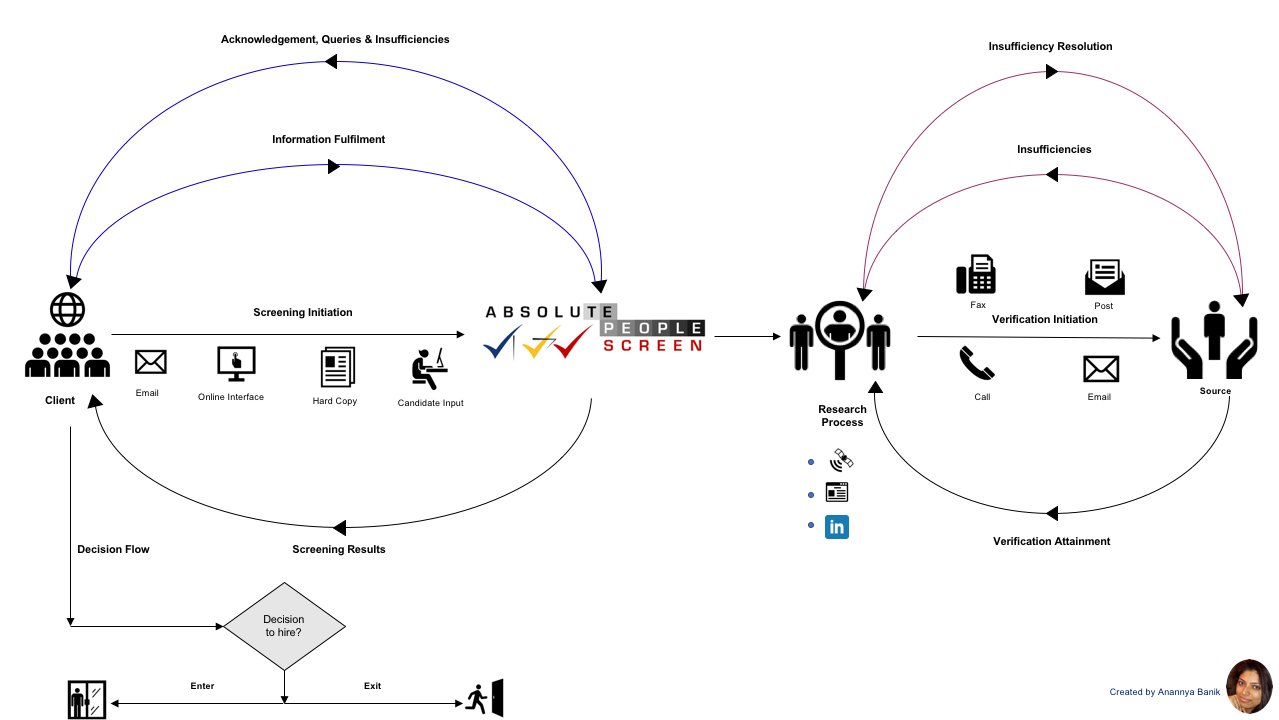 Acknowledgement, Queries & Insufficiencies
Insufficiency Resolution
Information Fulfilment
Insufficiencies
Fax
Post
Screening Initiation
ABSOLUTE
PEOPLE
SCREEN
Verification Initiation
Email
Online Interface
Hard Copy
Candidate Input
Call
Email
Source
Client
Research
Process
in
Decision Flow
Screening Results
Verification Attainment
Decision
to hire?
Enter
Exit
Created by Anannya Banik